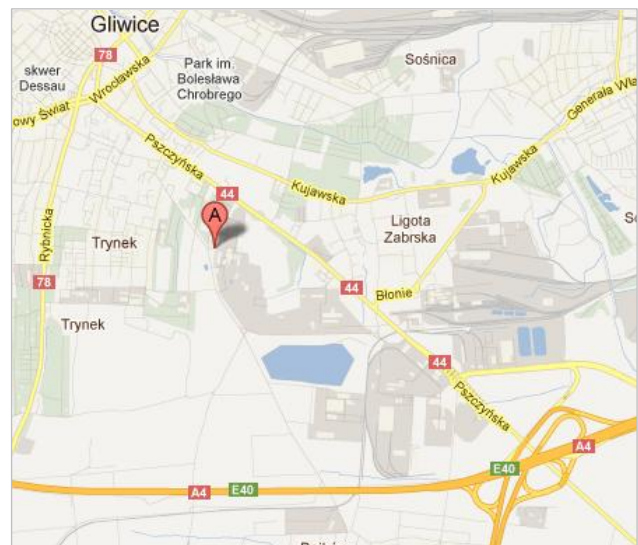 Gliwice
78
skwer
Dessau
Wrocławska
Park im.
Bolesława
Chrobrego
Sośnica
owy Świat
Generała Wła
Pszczyńska
Kujawska
44
Kujawska
A
Ligota
Zabrska
So
Rybnicka
Trynek
78
44
Błonie
Trynek
44
Pszczyńska
A4
E40
A4
E40